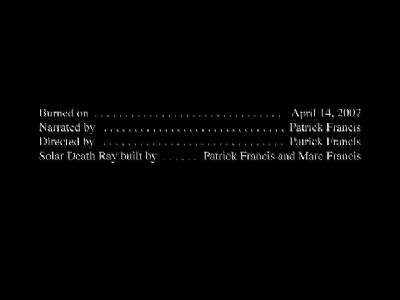 Burned on . . . . . . . . . . . . . . . . . . . . . . . . . . . . . . . April 14, 2007
Narrated by . . . . . . . . . . . . . . . . . . . . . . . . . . . . . . Patrick Francis
Directed by . . . . . . . . . . . . . . . . . . . . . . . . . . . . . . Patrick Francis
Solar Death Ray built by . . . . . . Patrick Francis and Marc Francis